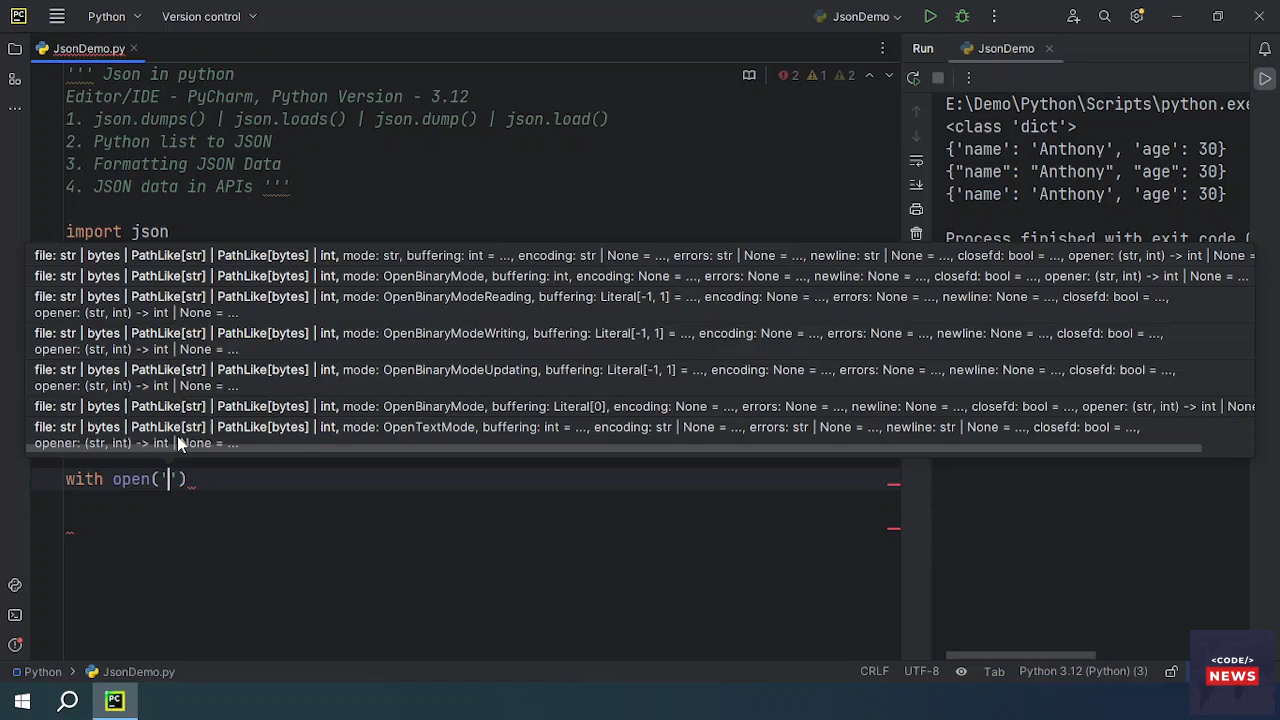 PC Python Version control JsonDemo
JsonDemo.py Run JsonDemo
''' Json in python
Editor/IDE - PyCharm, Python Version - 3.12
1. json.dumps() | json.loads() | json.dump() | json.load()
2. Python list to JSON
3. Formatting JSON Data
4. JSON data in APIs '''
import json
2 1 2
E:\Demo\Python\Scripts\python.exe
<class 'dict'>
{'name': 'Anthony', 'age': 30}
{"name": "Anthony", "age": 30}
{'name': 'Anthony', 'age': 30}
Process finished with exit code
file: str | bytes | PathLike[str] | PathLike[bytes] | int, mode: str, buffering: int = ..., encoding: str | None = ..., errors: str | None = ..., newline: str | None = ..., closefd: bool = ..., opener: (str, int) -> int | None =
file: str | bytes | PathLike[str] | PathLike[bytes] | int, mode: OpenBinaryMode, buffering: int, encoding: None = ..., errors: None = ..., newline: None = ..., closefd: bool = ..., opener: (str, int) -> int | None = ...
file: str | bytes | PathLike[str] | PathLike[bytes] | int, mode: OpenBinaryModeReading, buffering: Literal[-1, 1] = ..., encoding: None = ..., errors: None = ..., newline: None = ..., closefd: bool = ...,
opener: (str, int) -> int | None = ...
file: str | bytes | PathLike[str] | PathLike[bytes] | int, mode: OpenBinaryModeWriting, buffering: Literal[-1, 1] = ..., encoding: None = ..., errors: None = ..., newline: None = ..., closefd: bool = ...,
opener: (str, int) -> int | None = ...
file: str | bytes | PathLike[str] | PathLike[bytes] | int, mode: OpenBinaryModeUpdating, buffering: Literal[-1, 1] = ..., encoding: None = ..., errors: None = ..., newline: None = ..., closefd: bool = ...,
opener: (str, int) -> int | None = ...
file: str | bytes | PathLike[str] | PathLike[bytes] | int, mode: OpenBinaryMode, buffering: Literal[0], encoding: None = ..., errors: None = ..., newline: None = ..., closefd: bool = ..., opener: (str, int) -> int | None
file: str | bytes | PathLike[str] | PathLike[bytes] | int, mode: OpenTextMode, buffering: int = ..., encoding: str | None = ..., errors: str | None = ..., newline: str | None = ..., closefd: bool = ...,
opener: (str, int) -> int | None = ...
with open('')
Python JsonDemo.py CRLF UTF-8 Tab Python 3.12 (Python) (3)
<CODE/>
NEWS
PC